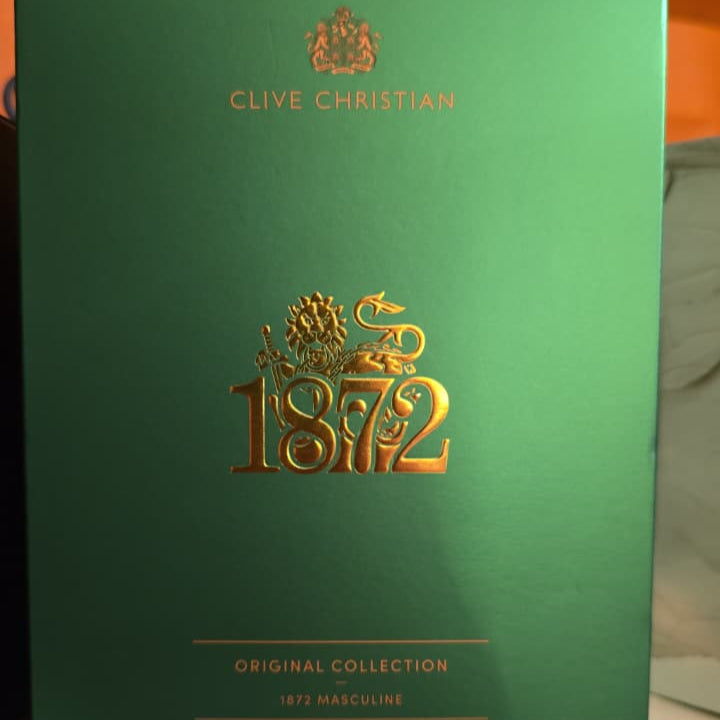 CLIVE CHRISTIAN
1872
ORIGINAL COLLECTION
1872 MASCULINE